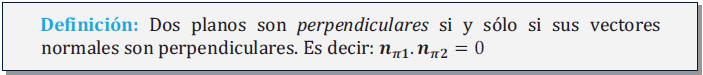 Definición: Dos planos son perpendiculares si y sólo si sus vectores
normales son perpendiculares. Es decir: nπ1. nπ2 = 0